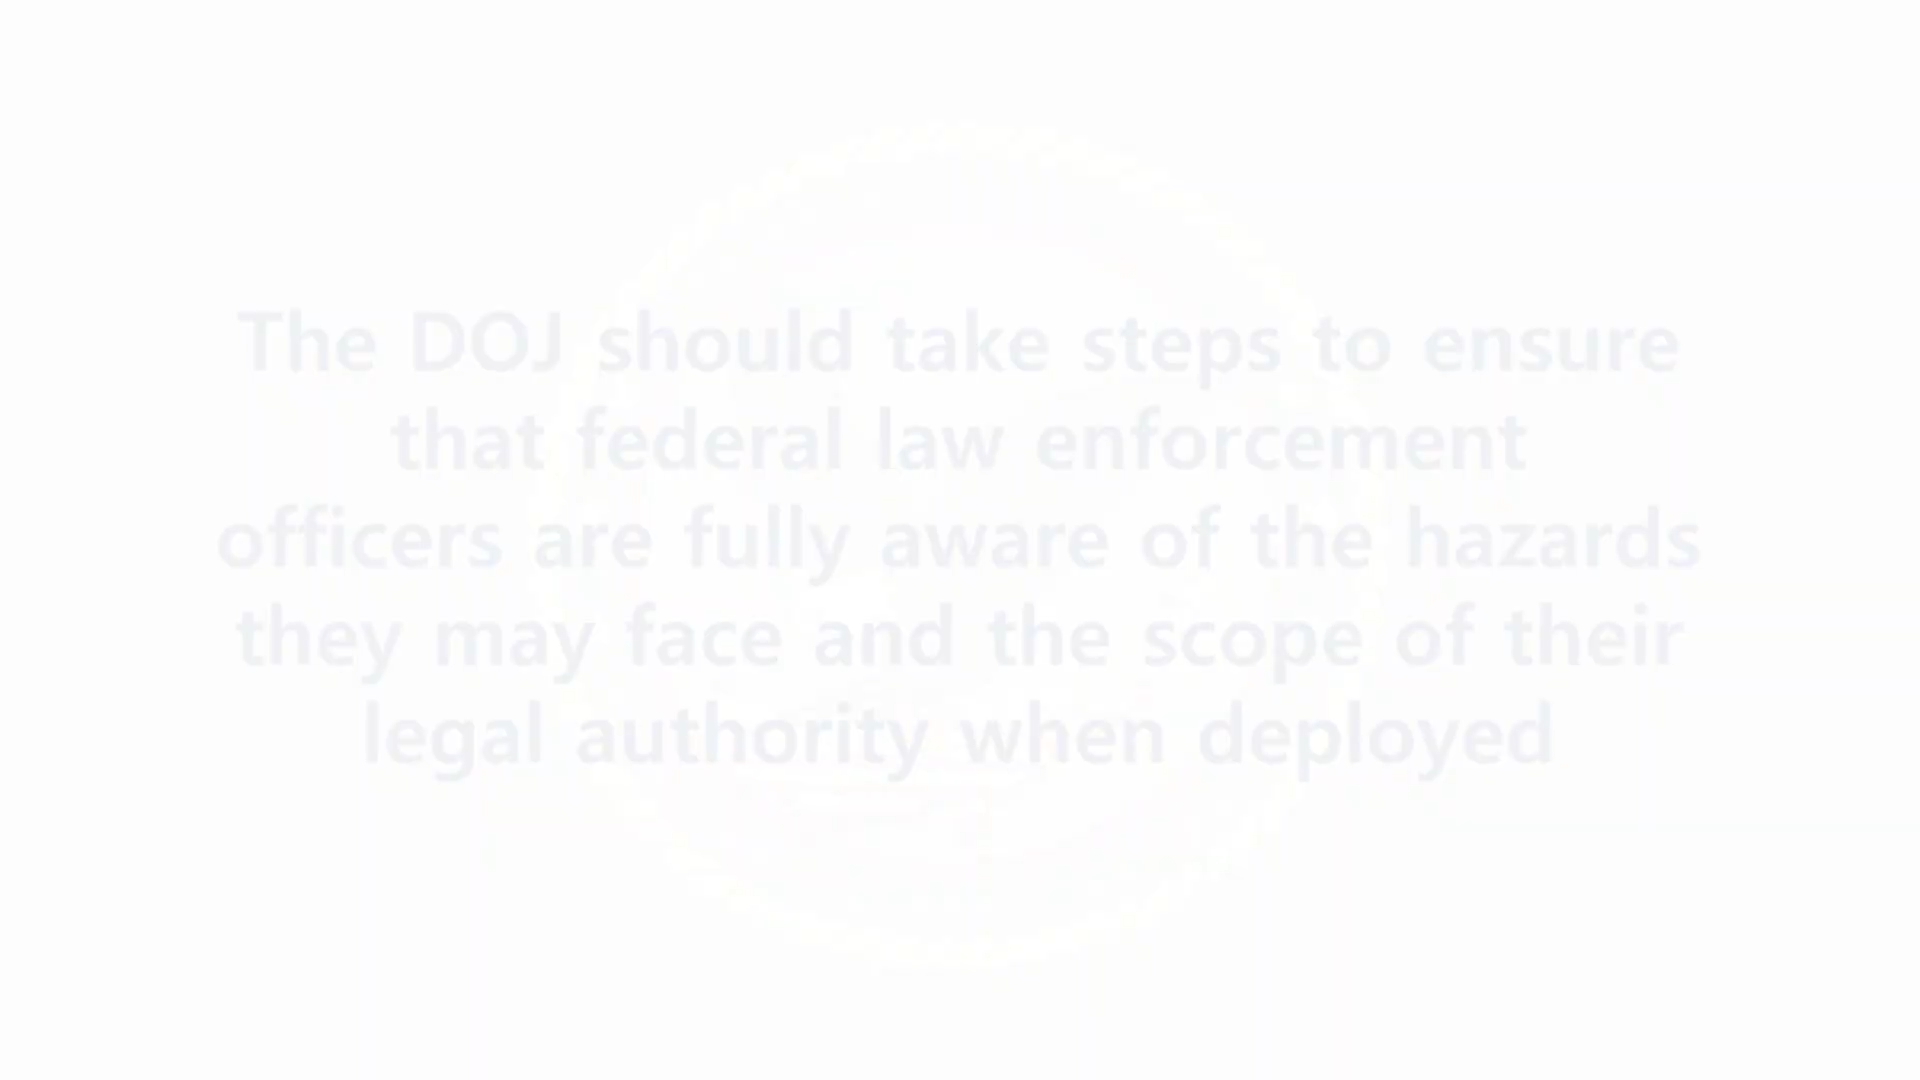 The DOJ should take steps to ensure
that federal law enforcement
officers are fully aware of the hazards
they may face and the scope of their
legal authority when deployed